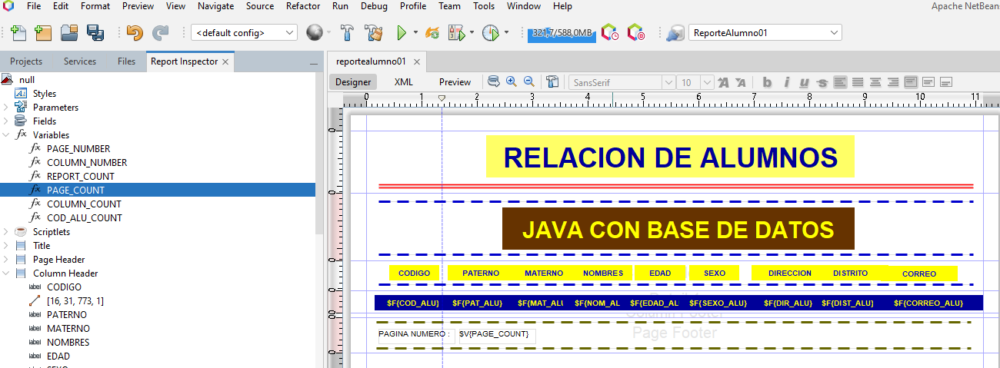 File Edit View Navigate Source Refactor Run Debug Profile Team Tools Window Help Apache NetBeans
<default config> 321,7/588,0MB ReporteAlumno01
Projects Services Files Report Inspector
reportealumno01
Designer XML Preview SansSerif 10
0 1 2 3 4 5 6 7 8 9 10 11
null
Styles
Parameters
Fields
Variables
PAGE_NUMBER
COLUMN_NUMBER
REPORT_COUNT
PAGE_COUNT
COLUMN_COUNT
COD_ALU_COUNT
Scriptlets
Title
Page Header
Column Header
CODIGO
[16, 31, 773, 1]
PATERNO
MATERNO
NOMBRES
EDAD
RELACION DE ALUMNOS
JAVA CON BASE DE DATOS
CODIGO PATERNO MATERNO NOMBRES EDAD SEXO DIRECCION DISTRITO CORREO
$F{COD_ALU} $F{PAT_ALU} $F{MAT_ALU $F{NOM_AL $F{EDAD_AL $F{SEXO_ALU} $F{DIR_ALU} $F{DIST_ALU} $F{CORREO_ALU}
Column Footer
Page Footer
PAGINA NUMERO : $V{PAGE_COUNT}